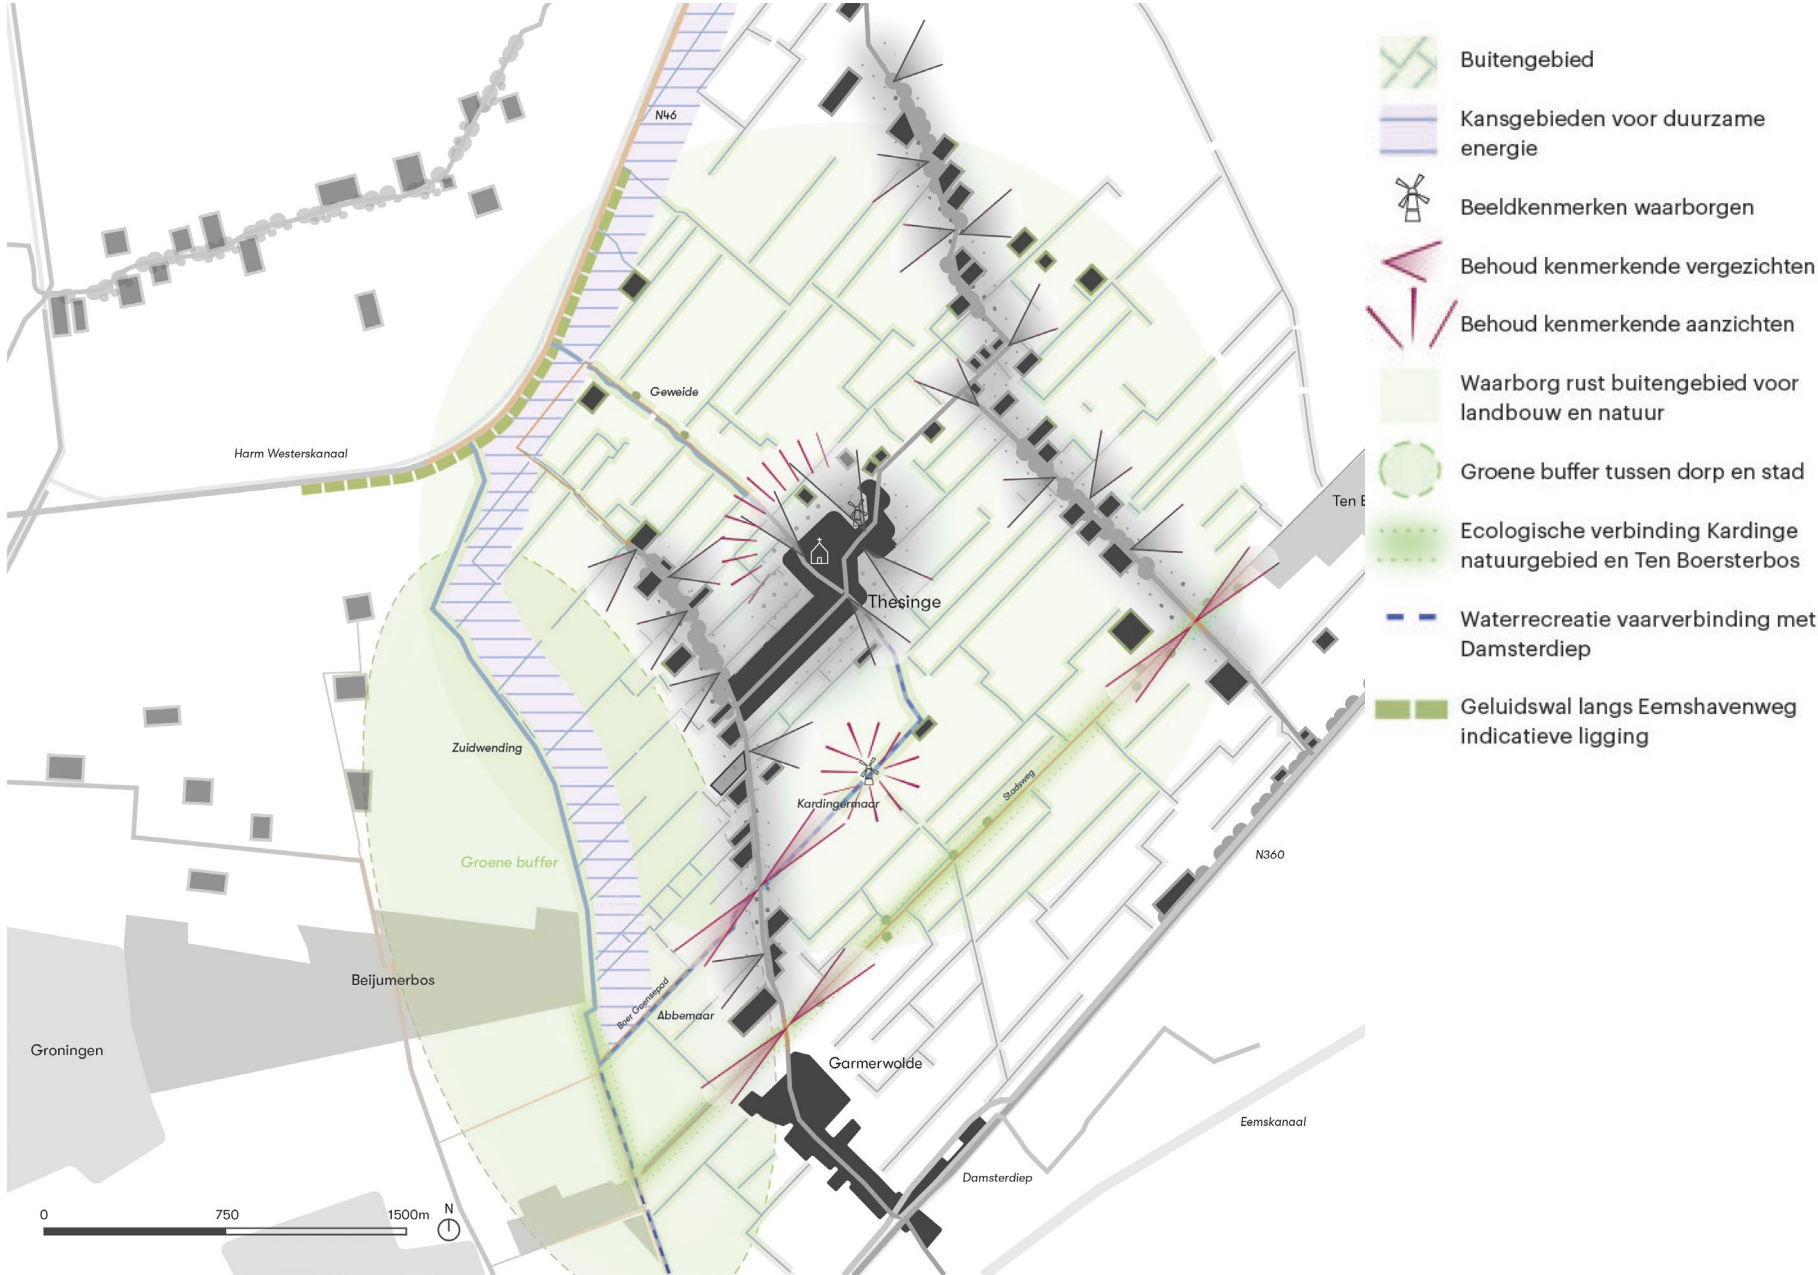 N46
Geweide
Harm Westerskanaal
Ten B
Thesinge
Zuidwending
Kardingermaar
Stadsweg
Groene buffer
N360
Beijumerbos
Boer Goensepad
Abbemaar
Groningen
Garmerwolde
Eemskanaal
Damsterdiep
0 750 1500m
N
Buitengebied
Kansgebieden voor duurzame
energie
Beeldkenmerken waarborgen
Behoud kenmerkende vergezichten
Behoud kenmerkende aanzichten
Waarborg rust buitengebied voor
landbouw en natuur
Groene buffer tussen dorp en stad
Ecologische verbinding Kardinge
natuurgebied en Ten Boersterbos
Waterrecreatie vaarverbinding met
Damsterdiep
Geluidswal langs Eemshavenweg
indicatieve ligging